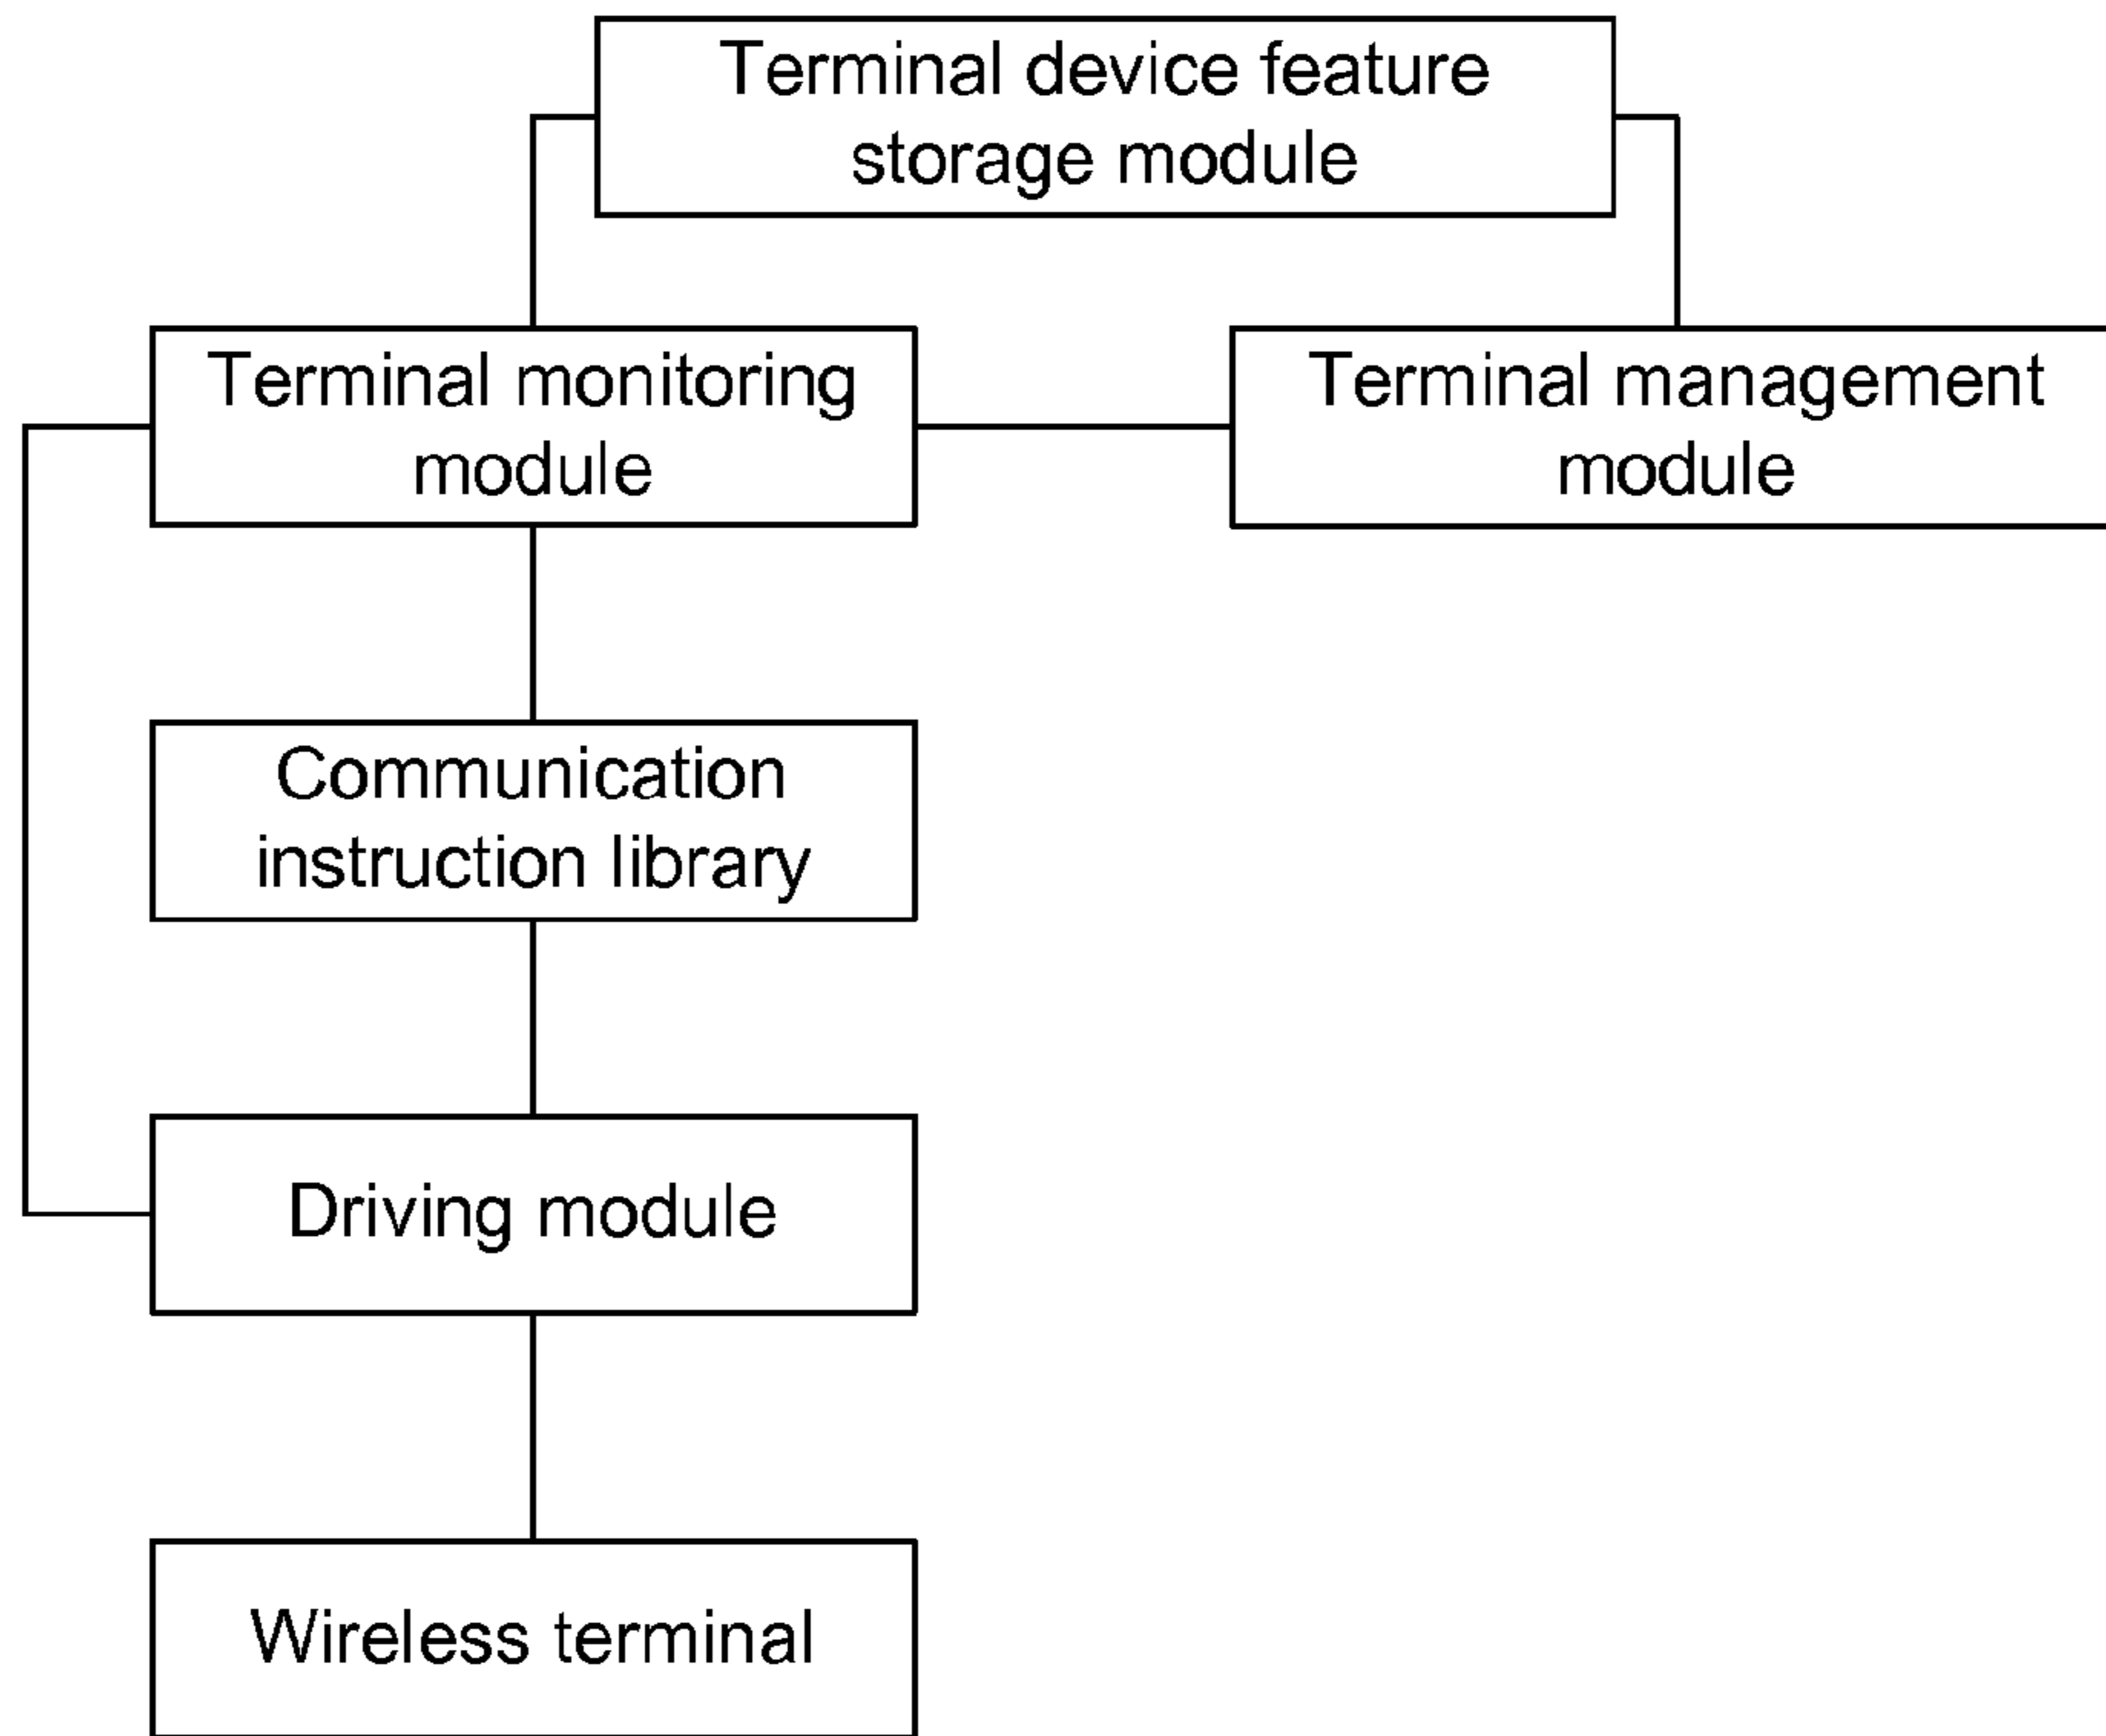 Terminal device feature
storage module
Terminal monitoring
module
Terminal management
module
Communication
instruction library
Driving module
Wireless terminal